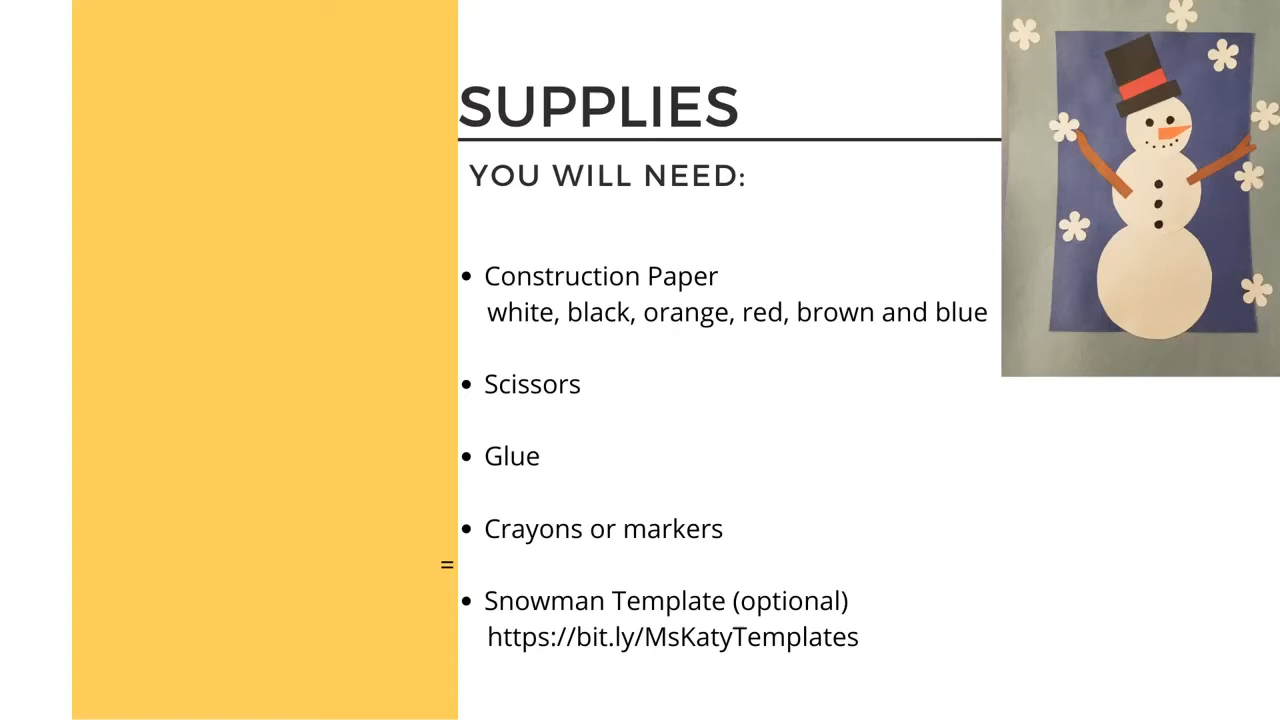 SUPPLIES
YOU WILL NEED:
• Construction Paper
white, black, orange, red, brown and blue
• Scissors
• Glue
• Crayons or markers
=
• Snowman Template (optional)
https://bit.ly/MsKatyTemplates